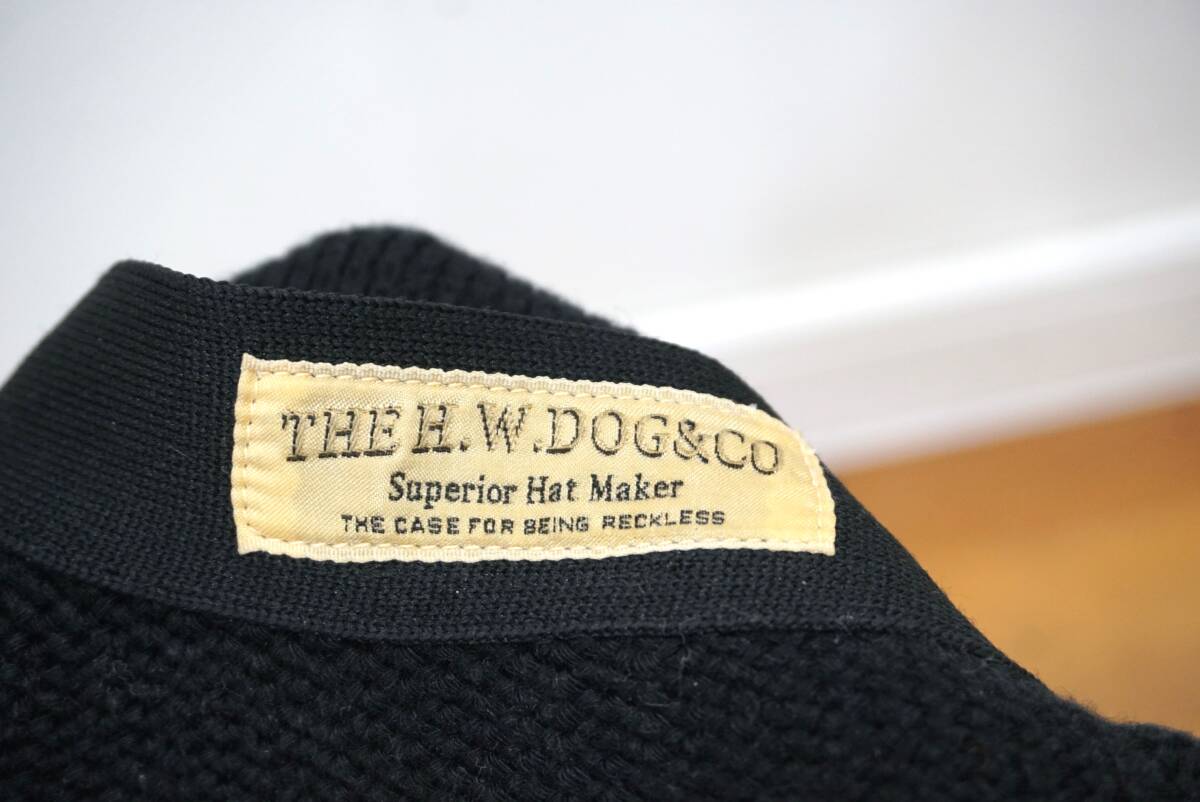 THE H.W.DOG&CO
Superior Hat Maker
THE CASE FOR BEING RECKLESS